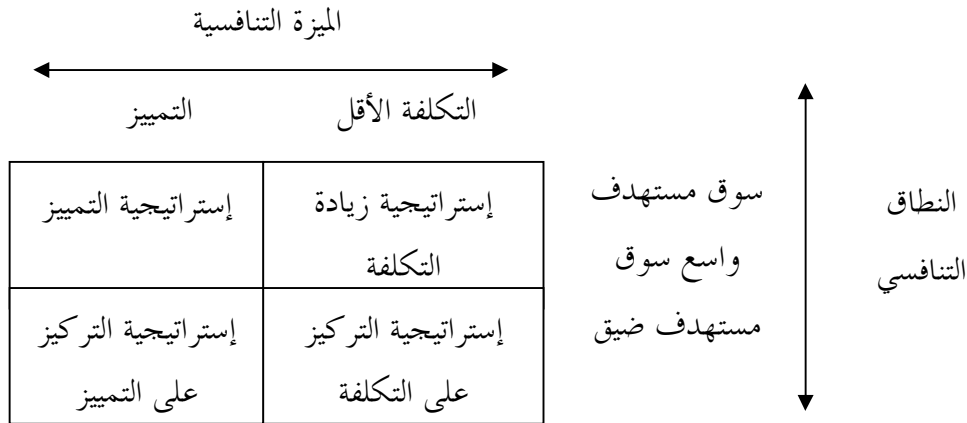 الميزة التنافسية
التكلفة الأقل
التمييز
النطاق
التنافسي
سوق مستهدف
واسع سوق
مستهدف ضيق
إستراتيجية زيادة
التكلفة
إستراتيجية التمييز
إستراتيجية التركيز
على التكلفة
إستراتيجية التركيز
على التمييز